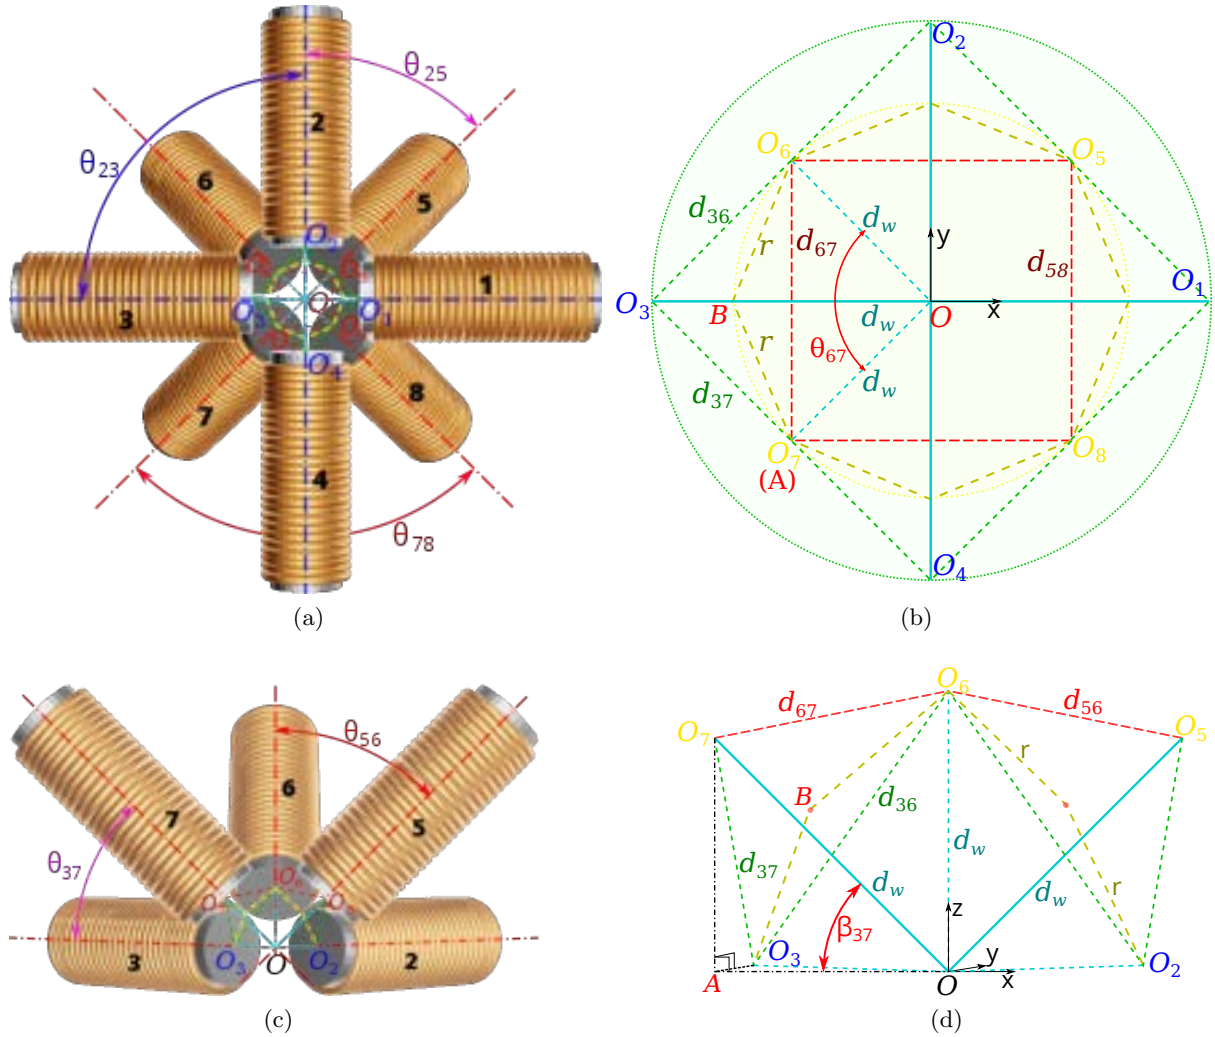 θ25
2
θ23
6
5
O2
1
3
O3
O
O1
O4
7
8
4
θ78
(a)
O2
O6
O5
dw
d36
r
d67
y
d58
O1
O3
B
dw
O
x
r
θ67
dw
d37
O7
(A)
O8
O4
(b)
θ56
6
7
5
θ37
O6
O3
O
O2
3
2
(c)
O6
d67
d56
O7
O5
r
B
d36
d37
dw
dw
dw
r
β37
z
O3
y
O2
A
O
x
(d)